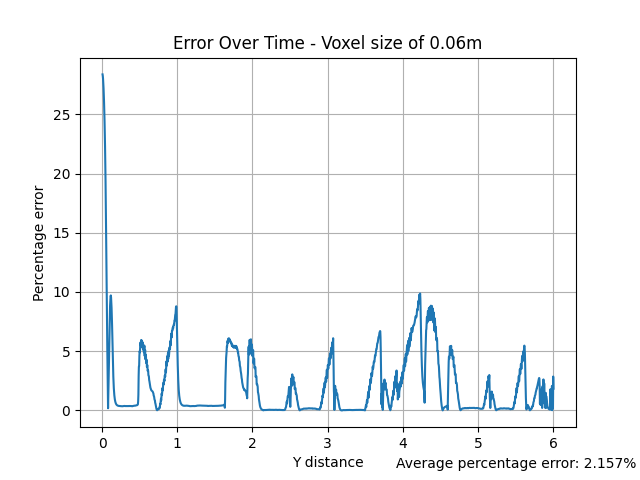 Error Over Time - Voxel size of 0.06m
Percentage error
25
20
15
10
5
0
0 1 2 3 4 5 6
Y distance
Average percentage error: 2.157%